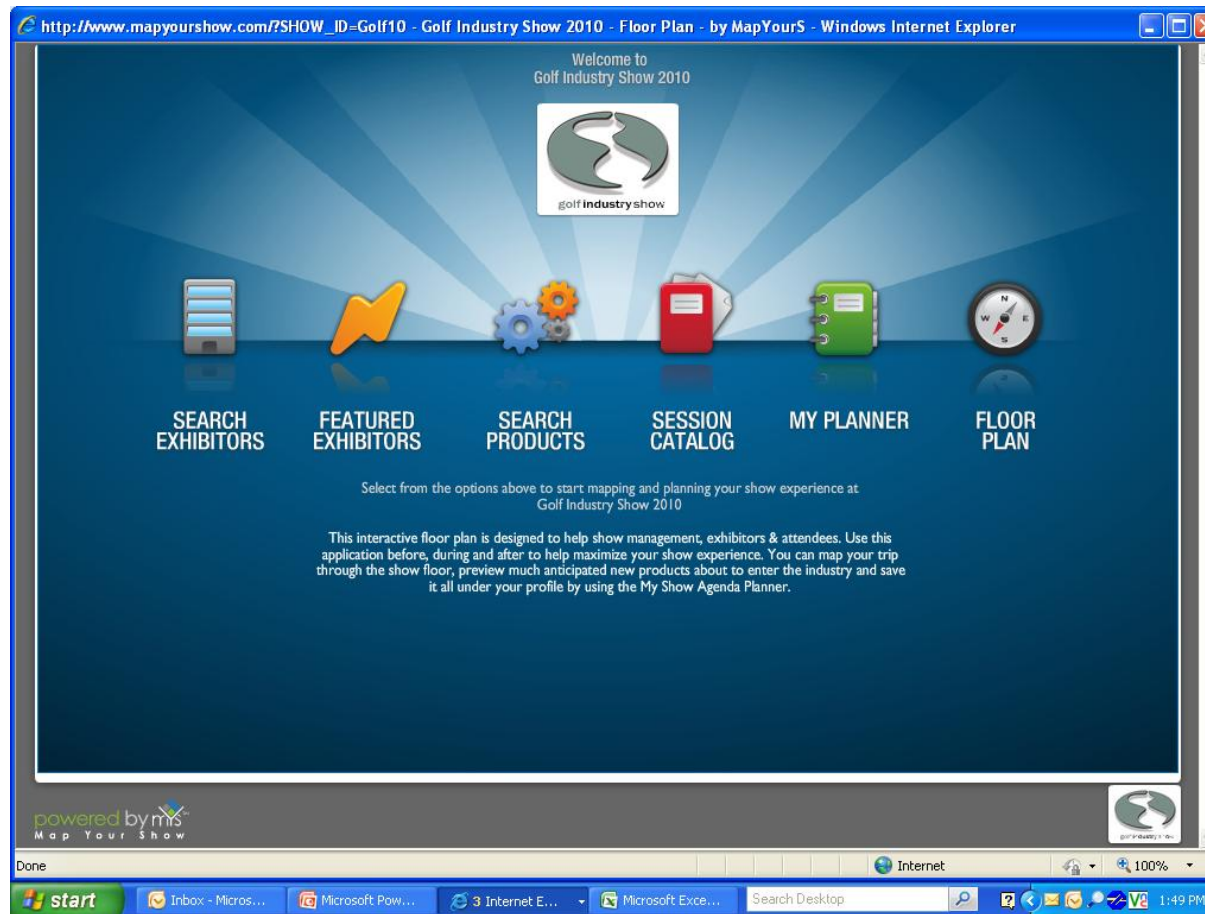 http://www.mapyourshow.com/?SHOW_ID=Golf10 - Golf Industry Show 2010 - Floor Plan - by MapYourS - Windows Internet Explorer
Welcome to
Golf Industry Show 2010
golf industry show
N
W E
S
SEARCH
EXHIBITORS
FEATURED
EXHIBITORS
SEARCH
PRODUCTS
SESSION
CATALOG
MY PLANNER
FLOOR
PLAN
Select from the options above to start mapping and planning your show experience at
Golf Industry Show 2010
This interactive floor plan is designed to help show management, exhibitors & attendees. Use this
application before, during and after to help maximize your show experience. You can map your trip
through the show floor, preview much anticipated new products about to enter the industry and save
it all under your profile by using the My Show Agenda Planner.
powered by mys
Map Your Show
golf industry show
Done
Internet
100%
start
Inbox - Micros...
Microsoft Pow...
3 Internet E...
Microsoft Exce...
Search Desktop
1:49 PM